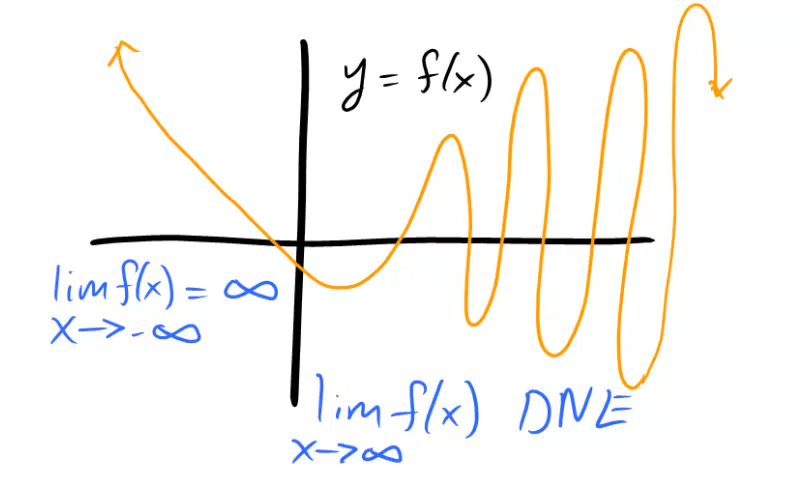 y = f(x)
lim f(x) = ∞
x → -∞
lim f(x) DNE
x → ∞